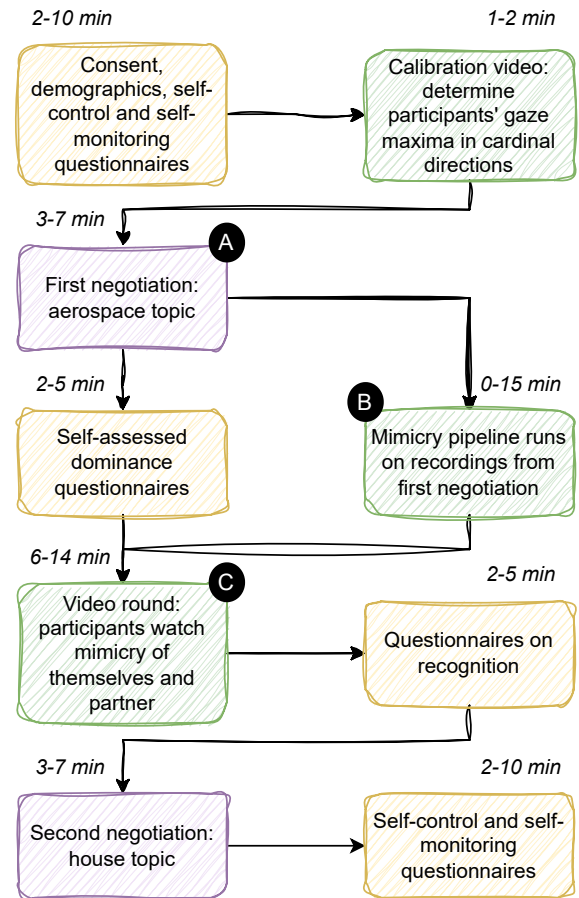 2-10 min
Consent,
demographics, self-
control and self-
monitoring
questionnaires
1-2 min
Calibration video:
determine
participants' gaze
maxima in cardinal
directions
3-7 min
A
First negotiation:
aerospace topic
2-5 min
Self-assessed
dominance
questionnaires
0-15 min
B
Mimicry pipeline runs
on recordings from
first negotiation
6-14 min
C
Video round:
participants watch
mimicry of
themselves and
partner
2-5 min
Questionnaires on
recognition
3-7 min
Second negotiation:
house topic
2-10 min
Self-control and self-
monitoring
questionnaires